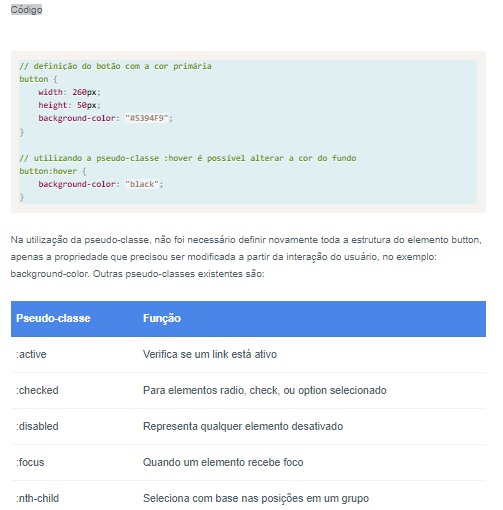 Código
// definição do botão com a cor primária
button {
width: 260px;
height: 50px;
background-color: "#5394F9";
}
// utilizando a pseudo-classe :hover é possível alterar a cor do fundo
button:hover {
background-color: "black";
}
Na utilização da pseudo-classe, não foi necessário definir novamente toda a estrutura do elemento button,
apenas a propriedade que precisou ser modificada a partir da interação do usuário, no exemplo:
background-color. Outras pseudo-classes existentes são:
Pseudo-classe Função
:active Verifica se um link está ativo
:checked Para elementos radio, check, ou option selecionado
:disabled Representa qualquer elemento desativado
:focus Quando um elemento recebe foco
:nth-child Seleciona com base nas posições em um grupo